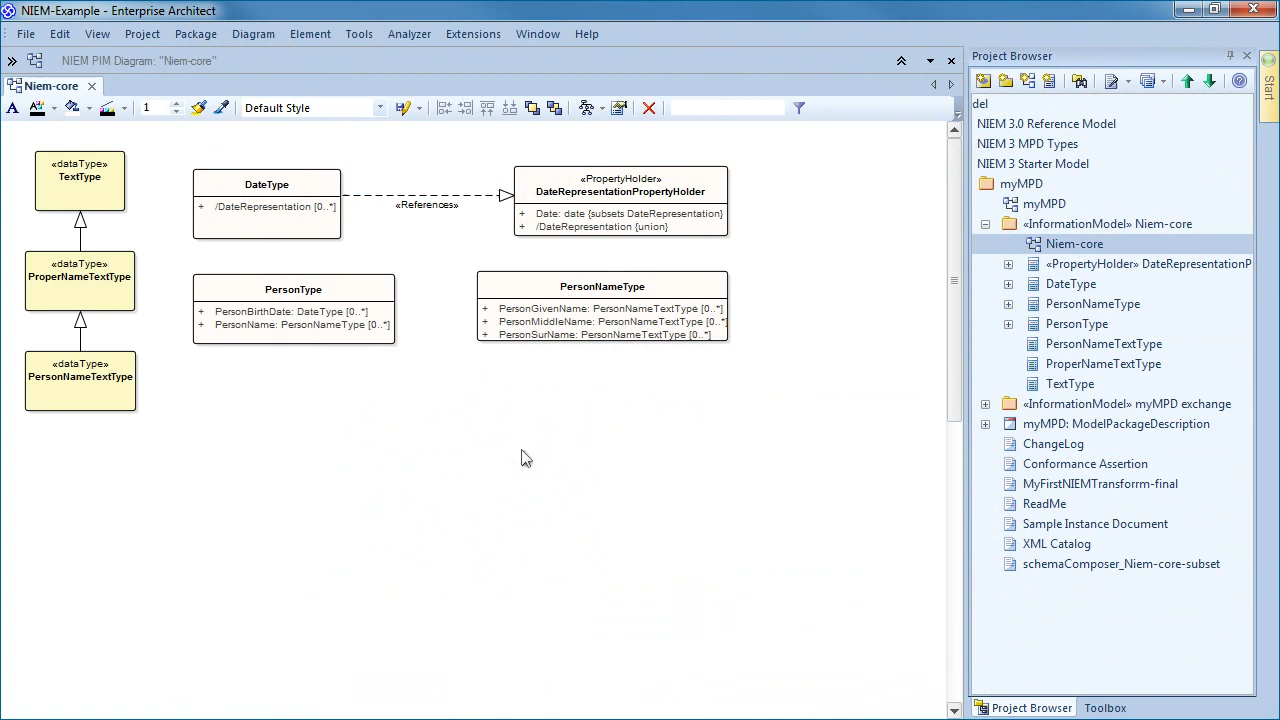 NIEM-Example - Enterprise Architect
File Edit View Project Package Diagram Element Tools Analyzer Extensions Window Help
NIEM PIM Diagram: "Niem-core"
Niem-core
1 Default Style
«dataType»
TextType
«dataType»
ProperNameTextType
«dataType»
PersonNameTextType
DateType
+ /DateRepresentation [0..*]
«References»
«PropertyHolder»
DateRepresentationPropertyHolder
+ Date: date {subsets DateRepresentation}
+ /DateRepresentation {union}
PersonType
+ PersonBirthDate: DateType [0..*]
+ PersonName: PersonNameType [0..*]
PersonNameType
+ PersonGivenName: PersonNameTextType [0..*]
+ PersonMiddleName: PersonNameTextType [0..*]
+ PersonSurName: PersonNameTextType [0..*]
Project Browser
Start
del
NIEM 3.0 Reference Model
NIEM 3 MPD Types
NIEM 3 Starter Model
myMPD
myMPD
«InformationModel» Niem-core
Niem-core
«PropertyHolder» DateRepresentationP
DateType
PersonNameType
PersonType
PersonNameTextType
ProperNameTextType
TextType
«InformationModel» myMPD exchange
myMPD: ModelPackageDescription
ChangeLog
Conformance Assertion
MyFirstNIEMTransforrm-final
ReadMe
Sample Instance Document
XML Catalog
schemaComposer_Niem-core-subset
Project Browser Toolbox